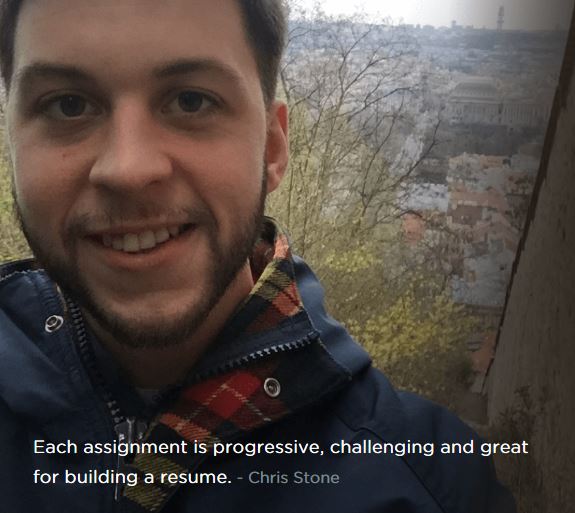 Each assignment is progressive, challenging and great
for building a resume. - Chris Stone